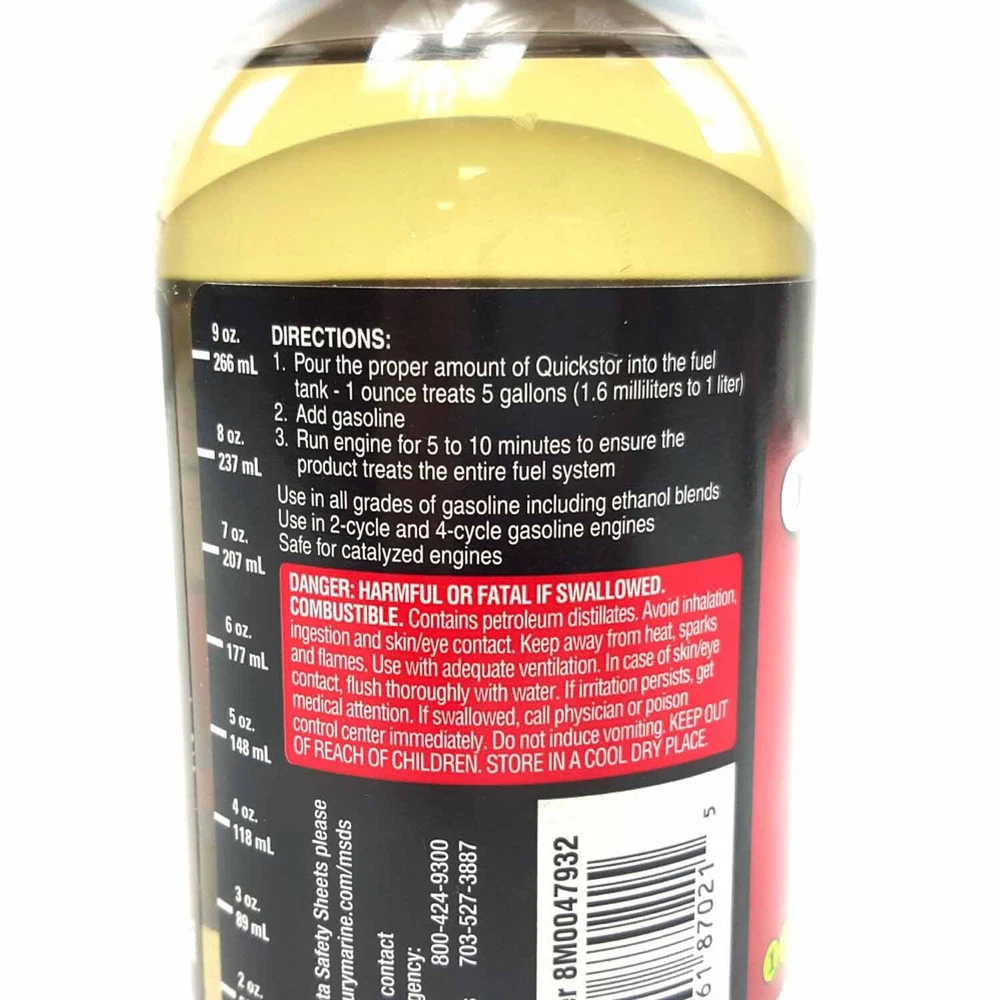 9 oz.
266 mL
8 oz.
237 mL
7 oz.
207 mL
6 oz.
177 mL
5 oz.
148 mL
4 oz.
118 mL
3 oz.
89 mL
2 oz.
DIRECTIONS:
1. Pour the proper amount of Quickstor into the fuel
tank - 1 ounce treats 5 gallons (1.6 milliliters to 1 liter)
2. Add gasoline
3. Run engine for 5 to 10 minutes to ensure the
product treats the entire fuel system
Use in all grades of gasoline including ethanol blends
Use in 2-cycle and 4-cycle gasoline engines
Safe for catalyzed engines
DANGER: HARMFUL OR FATAL IF SWALLOWED.
COMBUSTIBLE. Contains petroleum distillates. Avoid inhalation,
ingestion and skin/eye contact. Keep away from heat, sparks
and flames. Use with adequate ventilation. In case of skin/eye
contact, flush thoroughly with water. If irritation persists, get
medical attention. If swallowed, call physician or poison
control center immediately. Do not induce vomiting. KEEP OUT
OF REACH OF CHILDREN. STORE IN A COOL DRY PLACE.
ta Safety Sheets please
urymarine.com/msds
contact
gency:
800-424-9300
703-527-3887
er 8M0047932
61 87021 5
1